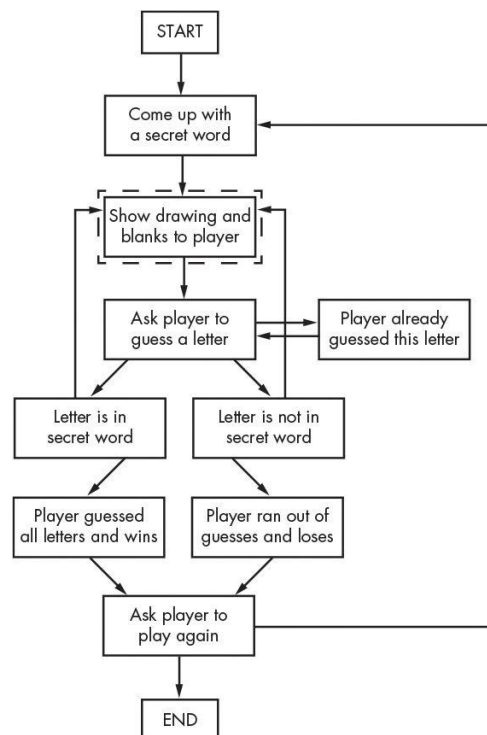 START
Come up with
a secret word
Show drawing and
blanks to player
Ask player to
guess a letter
Player already
guessed this letter
Letter is in
secret word
Letter is not in
secret word
Player guessed
all letters and wins
Player ran out of
guesses and loses
Ask player to
play again
END